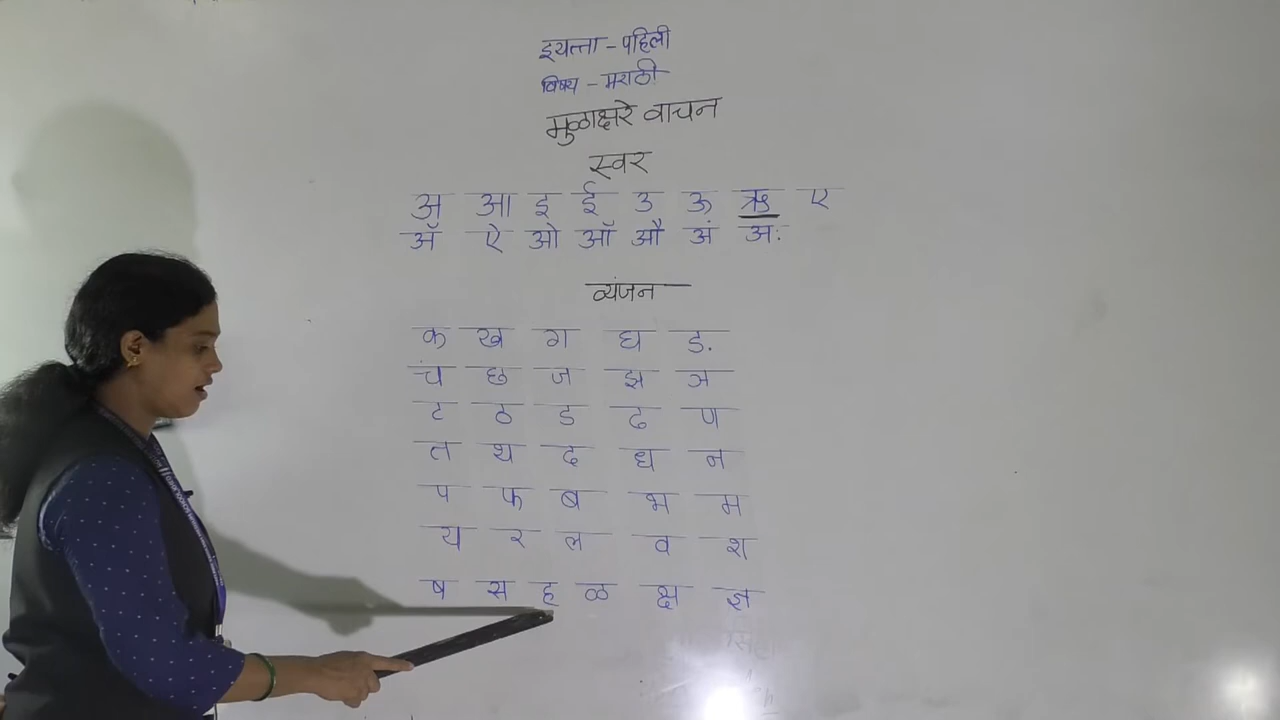 इयत्ता - पहिली
विषय - मराठी
मुळाक्षरे वाचन
स्वर
अ आ इ ई उ ऊ ऋ ए
ॲ ऐ ओ ऑ औ अं अ:
व्यंजन
क ख ग घ ड.
च छ ज झ ञ
ट ठ ड ढ ण
त थ द ध न
प फ ब भ म
य र ल व श
ष स ह ळ क्ष ज्ञ